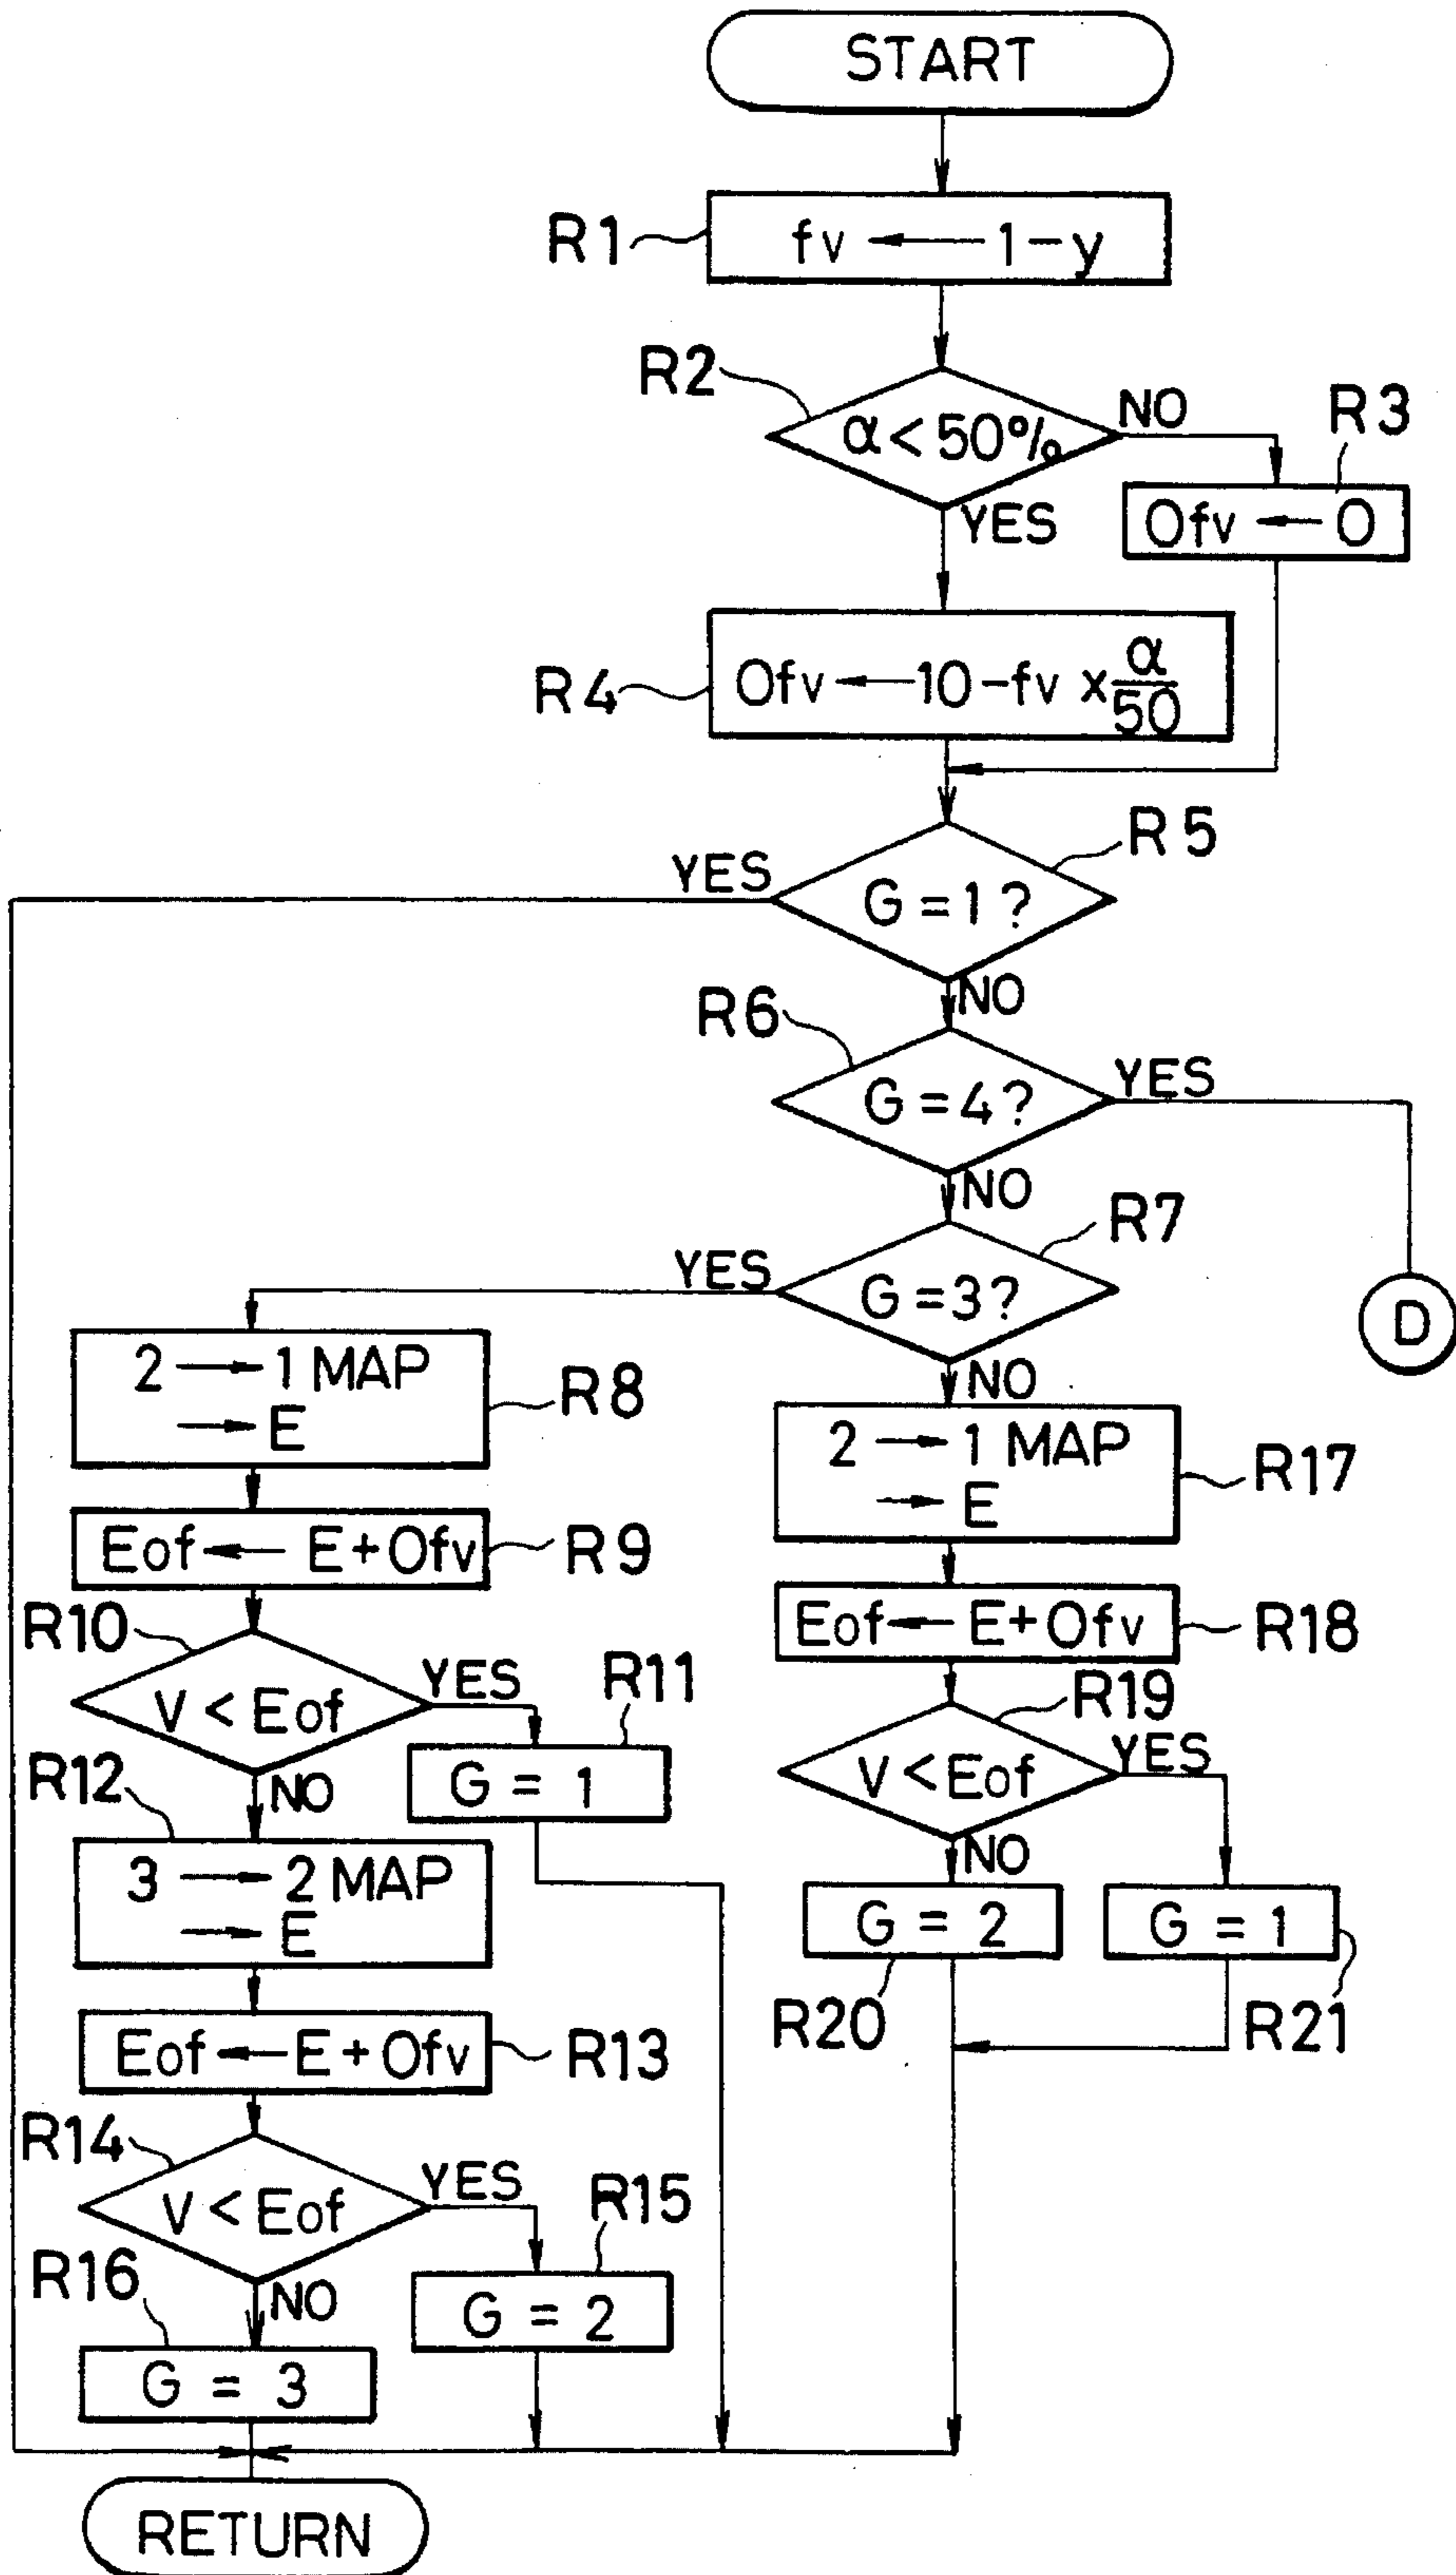 START
R1
fv ← 1-y
R2
α < 50%
NO
R3
Ofv ← 0
YES
R4
Ofv ← 10-fv x α/50
R5
YES
G = 1 ?
NO
R6
G = 4 ?
YES
NO
R7
YES
G = 3 ?
D
NO
2 → 1 MAP
→ E
R8
2 → 1 MAP
→ E
R17
Eof ← E + Ofv
R9
Eof ← E + Ofv
R18
R10
V < Eof
YES
R11
G = 1
NO
R19
V < Eof
YES
NO
R12
3 → 2 MAP
→ E
G = 2
R20
G = 1
R21
Eof ← E + Ofv
R13
R14
V < Eof
YES
R15
G = 2
NO
R16
G = 3
RETURN